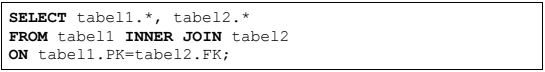 SELECT tabel1.*, tabel2.*
FROM tabel1 INNER JOIN tabel2
ON tabel1.PK=tabel2.FK;